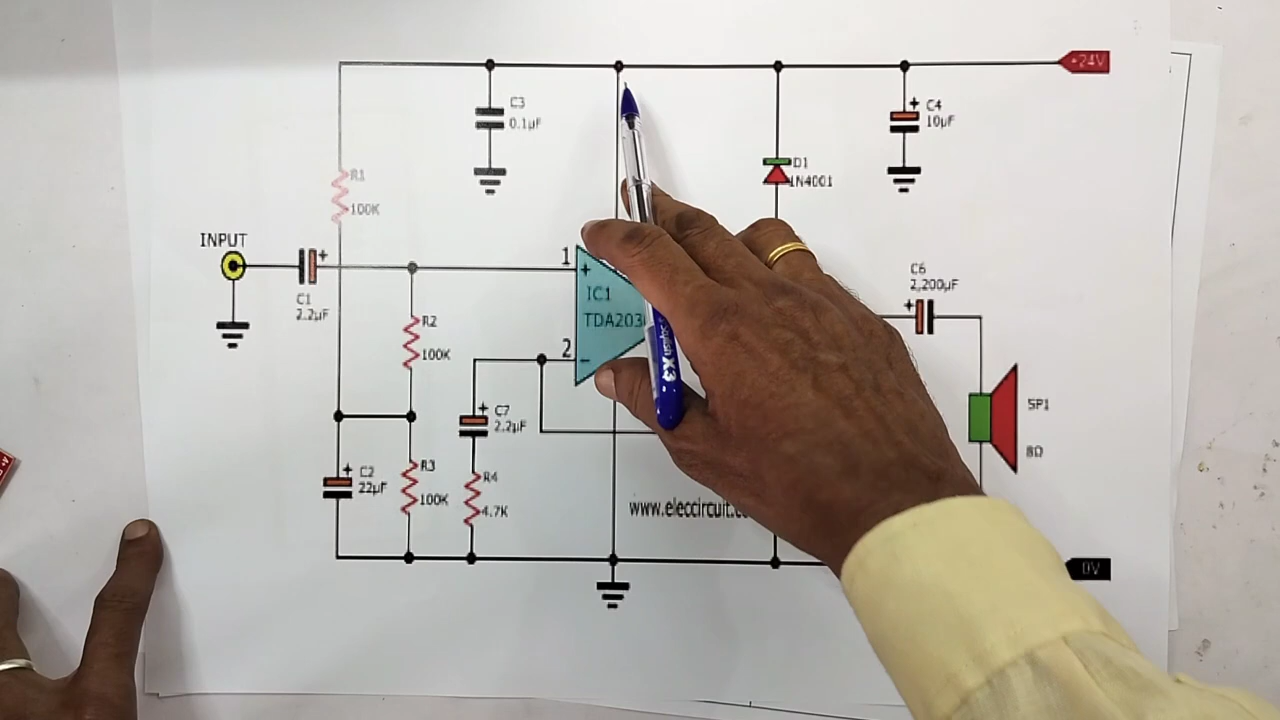 +24V
C3
0.1µF
C4
10µF
R1
100K
D1
1N4001
INPUT
C1
2.2µF
1
IC1
TDA203
2
C6
2,200µF
R2
100K
C7
2.2µF
SP1
8Ω
C2
22µF
R3
100K
R4
4.7K
www.eleccircuit.c
0V